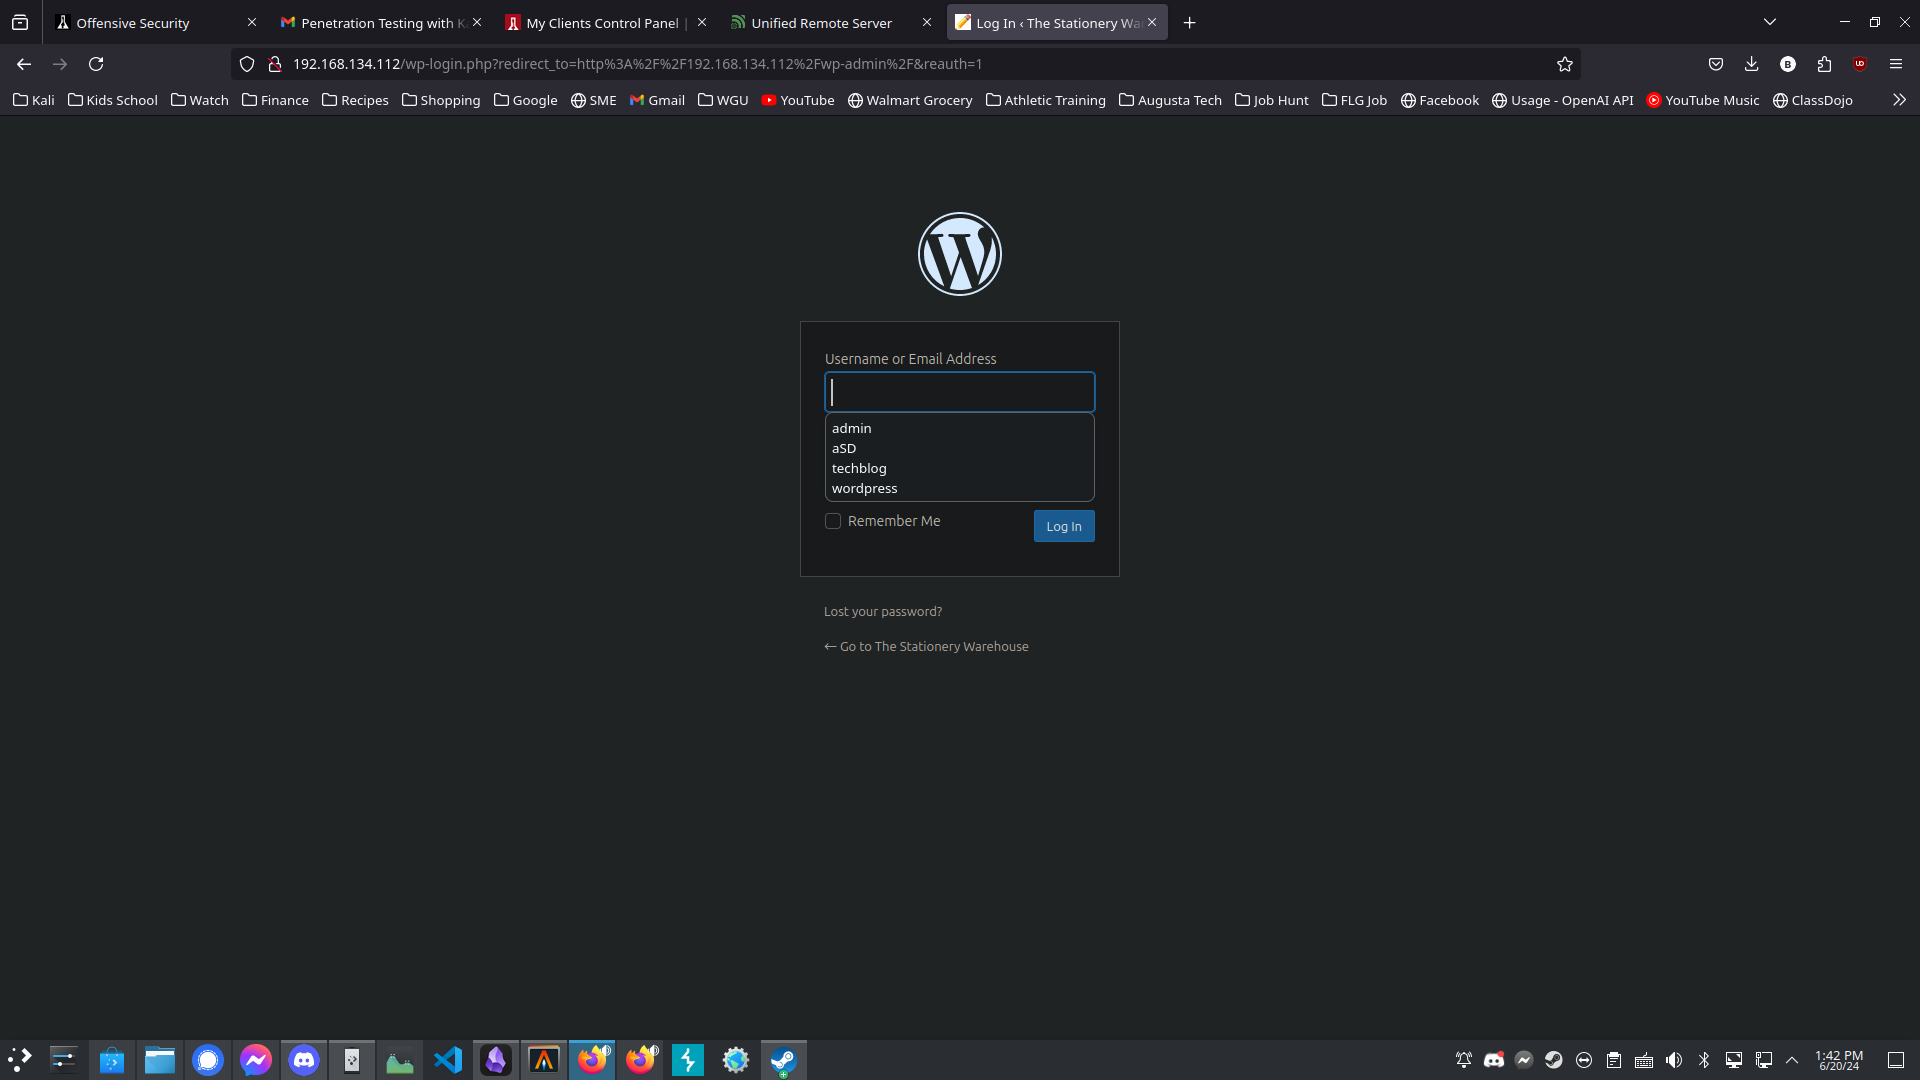 Offensive Security
Penetration Testing with K
My Clients Control Panel |
Unified Remote Server
Log In ‹ The Stationery Wa
192.168.134.112/wp-login.php?redirect_to=http%3A%2F%2F192.168.134.112%2Fwp-admin%2F&reauth=1
B
UD
Kali
Kids School
Watch
Finance
Recipes
Shopping
Google
SME
Gmail
WGU
YouTube
Walmart Grocery
Athletic Training
Augusta Tech
Job Hunt
FLG Job
Facebook
Usage - OpenAI API
YouTube Music
ClassDojo
Username or Email Address
admin
aSD
techblog
wordpress
Remember Me
Log In
Lost your password?
← Go to The Stationery Warehouse
1:42 PM
6/20/24